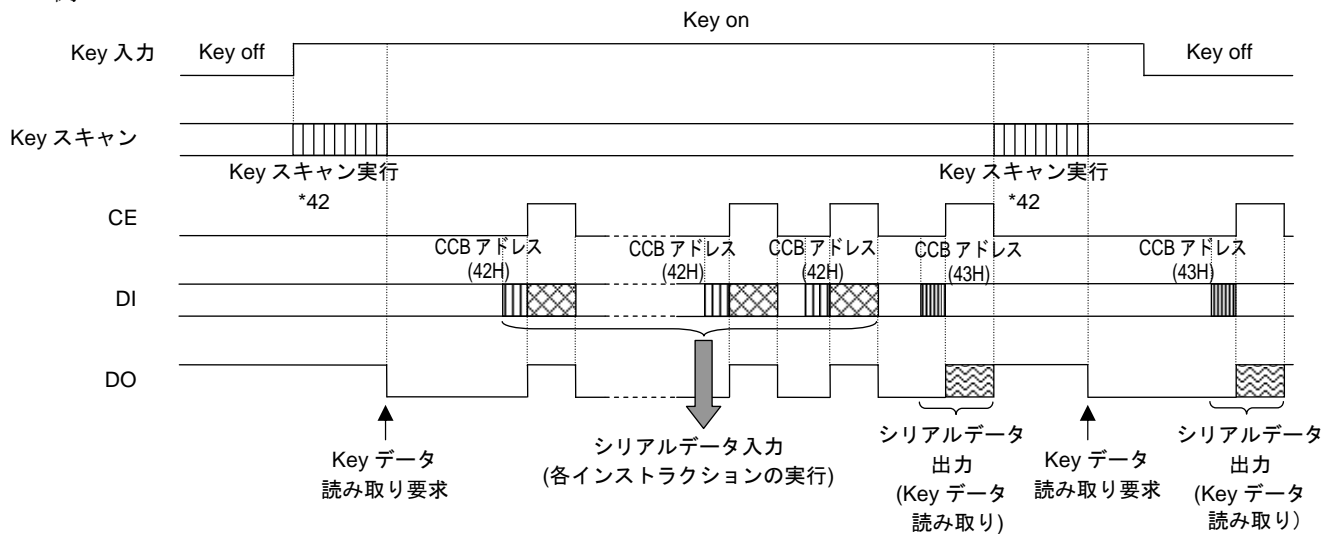 Key on
Key 入力
Key off
Key off
Key スキャン
Key スキャン実行
*42
Key スキャン実行
*42
CE
CCB アドレス
(42H)
CCB アドレス
(42H)
CCB アドレス
(42H)
CCB アドレス
(43H)
CCB アドレス
(43H)
DI
DO
Key データ
読み取り要求
シリアルデータ入力
(各インストラクションの実行)
シリアルデータ
出力
(Key データ
読み取り)
Key データ
読み取り要求
シリアルデータ
出力
(Key データ
読み取り)